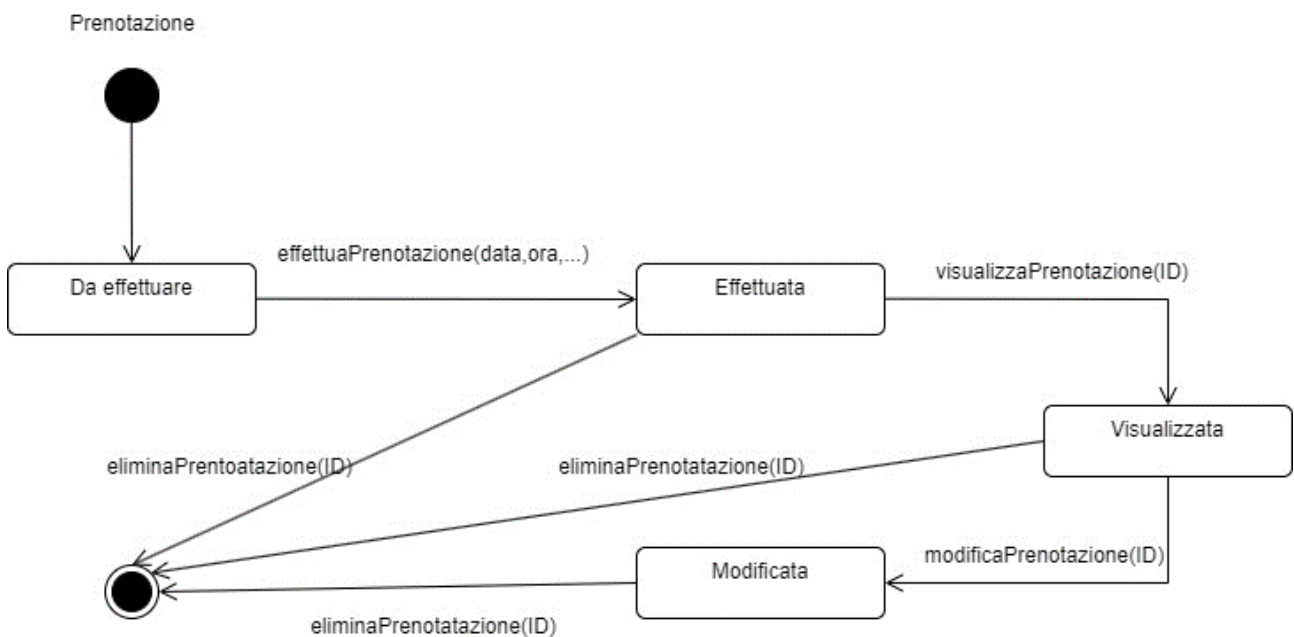 Prenotazione
effettuaPrenotazione(data,ora,...)
Da effettuare
Effettuata
visualizzaPrenotazione(ID)
Visualizzata
eliminaPrentoatazione(ID)
eliminaPrenotatazione(ID)
modificaPrenotazione(ID)
Modificata
eliminaPrenotatazione(ID)